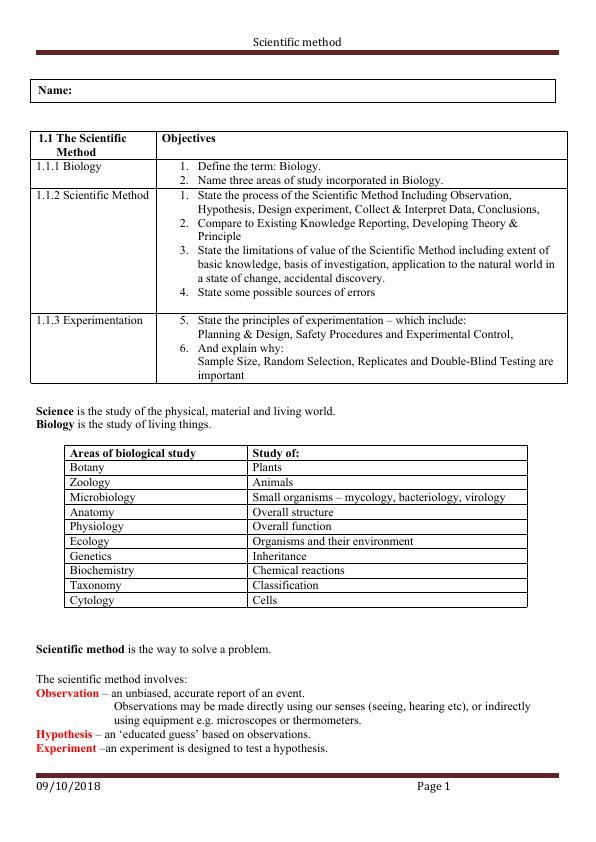 Scientific method
Name:
1.1 The Scientific Method Objectives
1.1.1 Biology
1. Define the term: Biology.
2. Name three areas of study incorporated in Biology.
1.1.2 Scientific Method
1. State the process of the Scientific Method Including Observation,
Hypothesis, Design experiment, Collect & Interpret Data, Conclusions,
2. Compare to Existing Knowledge Reporting, Developing Theory &
Principle
3. State the limitations of value of the Scientific Method including extent of
basic knowledge, basis of investigation, application to the natural world in
a state of change, accidental discovery.
4. State some possible sources of errors
1.1.3 Experimentation
5. State the principles of experimentation – which include:
Planning & Design, Safety Procedures and Experimental Control,
6. And explain why:
Sample Size, Random Selection, Replicates and Double-Blind Testing are
important
Science is the study of the physical, material and living world.
Biology is the study of living things.
Areas of biological study Study of:
Botany Plants
Zoology Animals
Microbiology Small organisms – mycology, bacteriology, virology
Anatomy Overall structure
Physiology Overall function
Ecology Organisms and their environment
Genetics Inheritance
Biochemistry Chemical reactions
Taxonomy Classification
Cytology Cells
Scientific method is the way to solve a problem.
The scientific method involves:
Observation – an unbiased, accurate report of an event.
Observations may be made directly using our senses (seeing, hearing etc), or indirectly
using equipment e.g. microscopes or thermometers.
Hypothesis – an ‘educated guess’ based on observations.
Experiment –an experiment is designed to test a hypothesis.
09/10/2018 Page 1